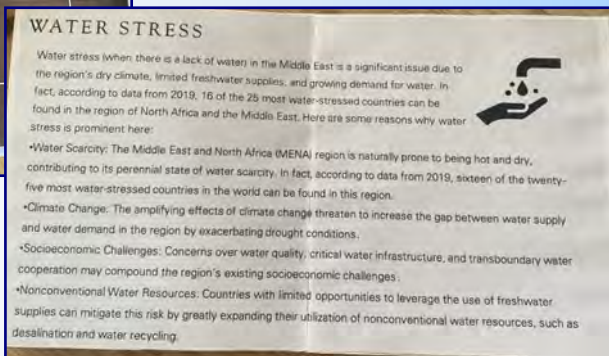 WATER STRESS
Water stress (when there is a lack of water) in the Middle East is a significant issue due to
the region's dry climate, limited freshwater supplies, and growing demand for water. In
fact, according to data from 2019, 16 of the 25 most water-stressed countries can be
found in the region of North Africa and the Middle East. Here are some reasons why water
stress is prominent here:
•Water Scarcity: The Middle East and North Africa (MENA) region is naturally prone to being hot and dry,
contributing to its perennial state of water scarcity. In fact, according to data from 2019, sixteen of the twenty-
five most water-stressed countries in the world can be found in this region.
•Climate Change: The amplifying effects of climate change threaten to increase the gap between water supply
and water demand in the region by exacerbating drought conditions.
•Socioeconomic Challenges: Concerns over water quality, critical water infrastructure, and transboundary water
cooperation may compound the region's existing socioeconomic challenges.
•Nonconventional Water Resources: Countries with limited opportunities to leverage the use of freshwater
supplies can mitigate this risk by greatly expanding their utilization of nonconventional water resources, such as
desalination and water recycling.